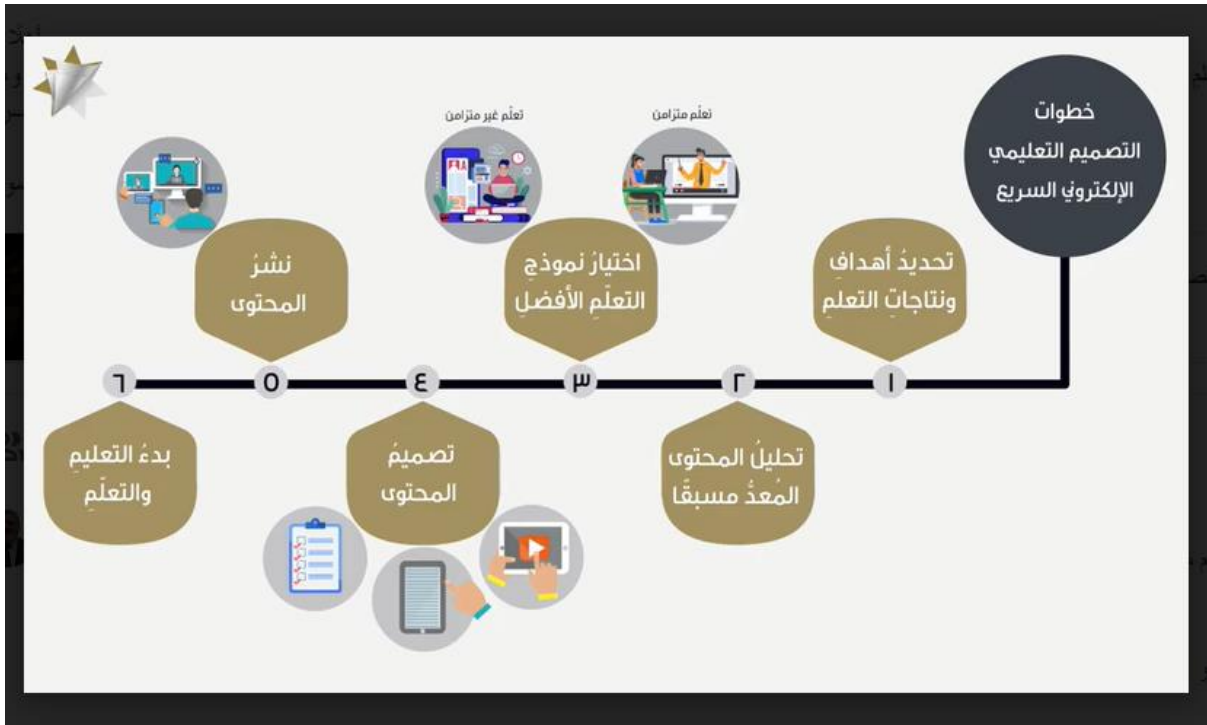 خطوات
التصميم التعليمي
الإلكتروني السريع
تحديدُ أهدافِ
ونتاجاتِ التعلمِ
١
تحليلُ المحتوى
المُعدُّ مسبقًا
٢
تعلّم متزامن
تعلّم غير متزامن
اختيارُ نموذجِ
التعلّمِ الأفضلِ
٣
تصميمُ
المحتوى
٤
نشرُ
المحتوى
٥
بدءُ التعليمِ
والتعلّمِ
٦